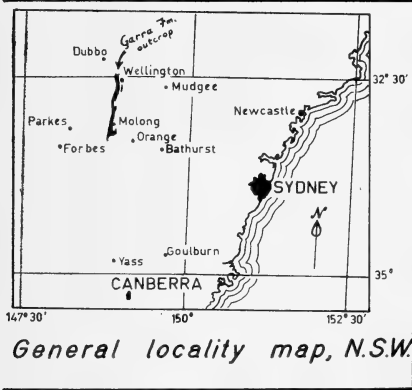 Garra Fm.
outcrop
Dubbo
Wellington
32°30'
Mudgee
Newcastle
Parkes
Molong
Orange
Forbes
Bathurst
SYDNEY
N
Goulburn
Yass
35°
CANBERRA
147°30'
150°
152°30'
General locality map, N.S.W.